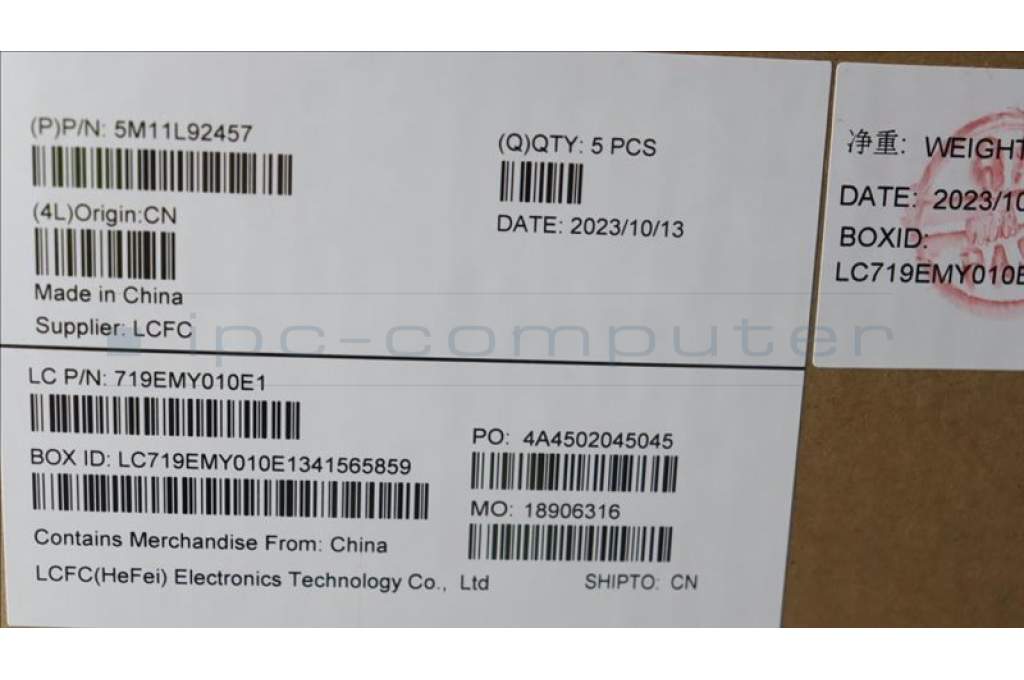 (P)P/N: 5M11L92457
(Q)QTY: 5 PCS
(4L)Origin:CN
DATE: 2023/10/13
Made in China
Supplier: LCFC
LC P/N: 719EMY010E1
PO: 4A4502045045
BOX ID: LC719EMY010E1341565859
MO: 18906316
Contains Merchandise From: China
LCFC(HeFei) Electronics Technology Co., Ltd
SHIPTO: CN
净重: WEIGHT
DATE: 2023/10
BOXID:
LC719EMY010E
ipc-computer